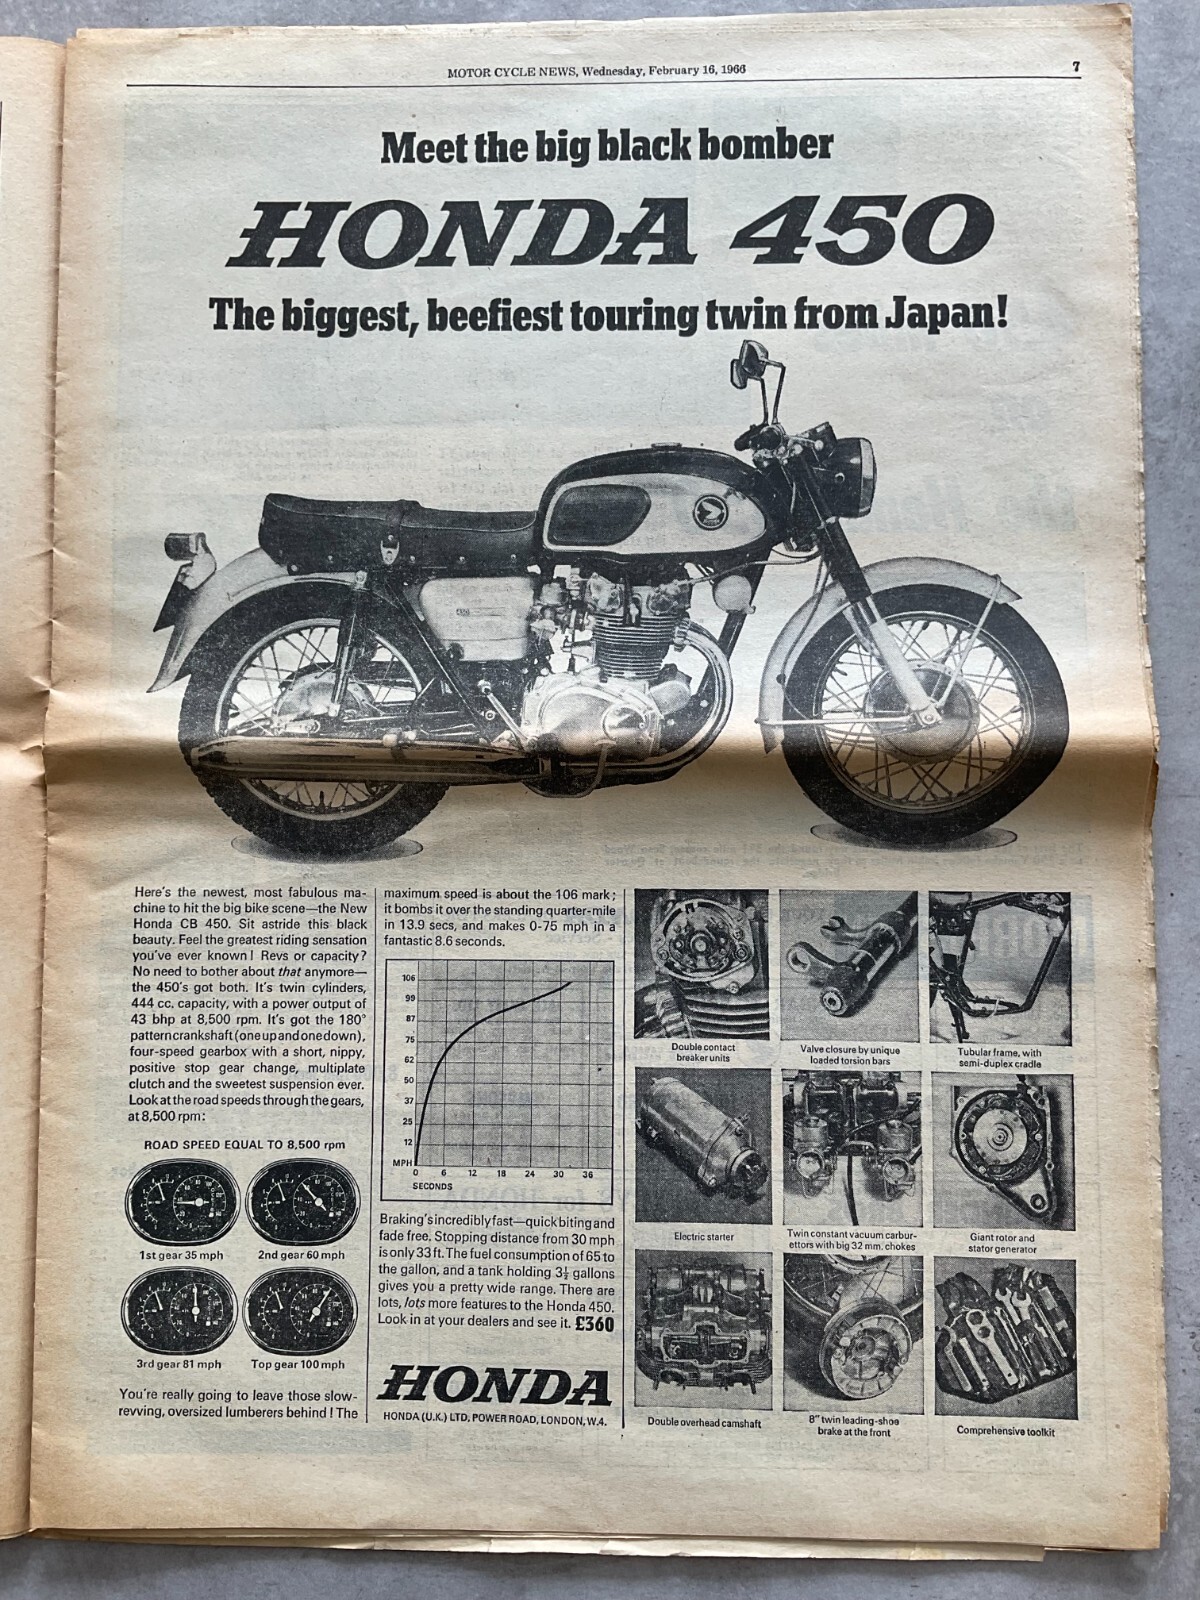 MOTOR CYCLE NEWS, Wednesday, February 16, 1966
7
Meet the big black bomber
HONDA 450
The biggest, beefiest touring twin from Japan!
Here's the newest, most fabulous ma-
chine to hit the big bike scene—the New
Honda CB 450. Sit astride this black
beauty. Feel the greatest riding sensation
you've ever known! Revs or capacity?
No need to bother about that anymore—
the 450's got both. It's twin cylinders,
444 cc. capacity, with a power output of
43 bhp at 8,500 rpm. It's got the 180°
pattern crankshaft (one up and one down),
four-speed gearbox with a short, nippy,
positive stop gear change, multiplate
clutch and the sweetest suspension ever.
Look at the road speeds through the gears,
at 8,500 rpm:
ROAD SPEED EQUAL TO 8,500 rpm
1st gear 35 mph
2nd gear 60 mph
3rd gear 81 mph
Top gear 100 mph
You're really going to leave those slow-
revving, oversized lumberers behind! The
maximum speed is about the 106 mark;
it bombs it over the standing quarter-mile
in 13.9 secs, and makes 0-75 mph in a
fantastic 8.6 seconds.
106
99
87
75
62
50
37
25
12
MPH
0 6 12 18 24 30 36
SECONDS
Braking's incredibly fast—quick biting and
fade free. Stopping distance from 30 mph
is only 33 ft. The fuel consumption of 65 to
the gallon, and a tank holding 3½ gallons
gives you a pretty wide range. There are
lots, lots more features to the Honda 450.
Look in at your dealers and see it. £360
HONDA
HONDA (U.K.) LTD, POWER ROAD, LONDON, W.4.
Double contact
breaker units
Valve closure by unique
loaded torsion bars
Tubular frame, with
semi-duplex cradle
Electric starter
Twin constant vacuum carbur-
ettors with big 32 mm. chokes
Giant rotor and
stator generator
Double overhead camshaft
8" twin leading-shoe
brake at the front
Comprehensive toolkit